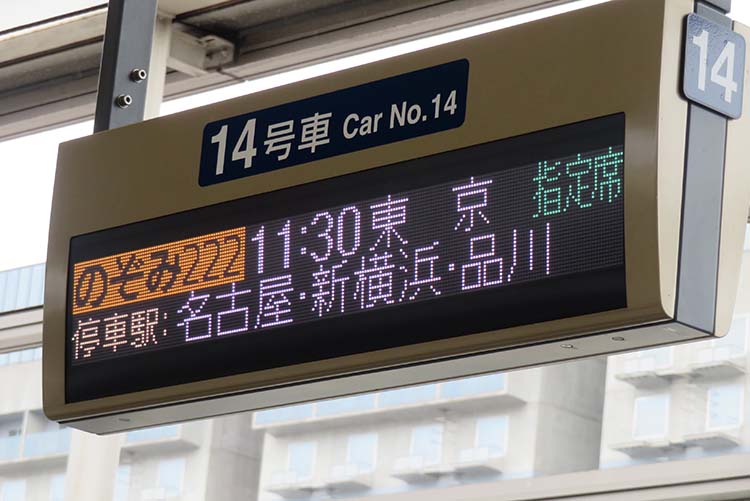 14号車 Car No.14
14
のぞみ222 11:30 東京 指定席
停車駅:名古屋・新横浜・品川